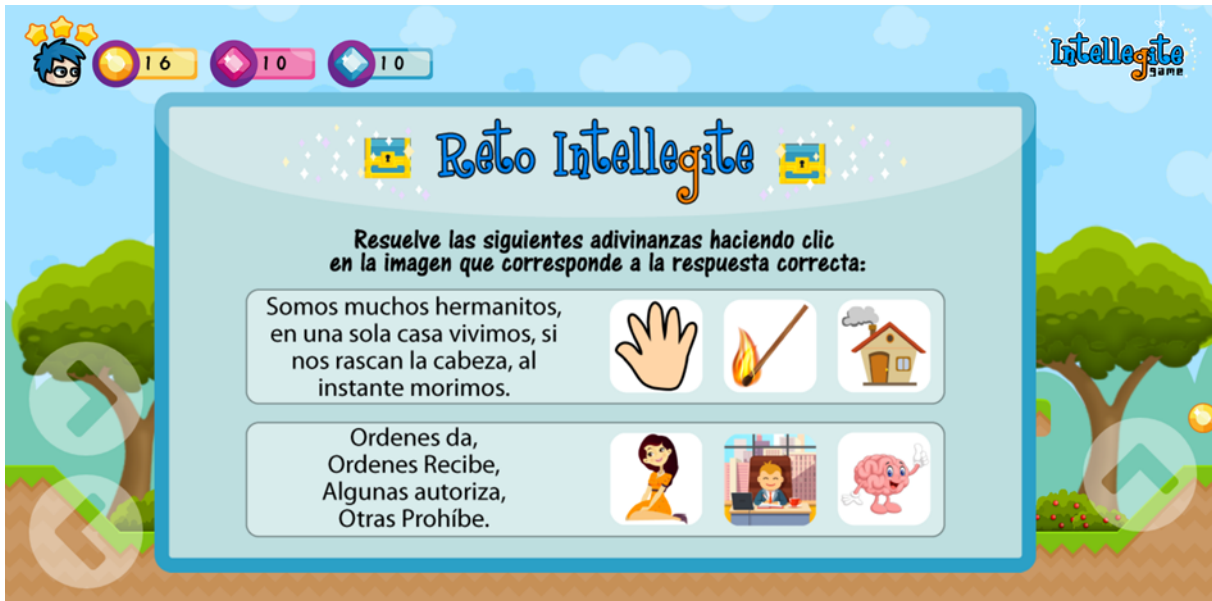 16
10
10
Intellegite
game
Reto Intellegite
Resuelve las siguientes adivinanzas haciendo clic
en la imagen que corresponde a la respuesta correcta:
Somos muchos hermanitos,
en una sola casa vivimos, si
nos rascan la cabeza, al
instante morimos.
Ordenes da,
Ordenes Recibe,
Algunas autoriza,
Otras Prohíbe.